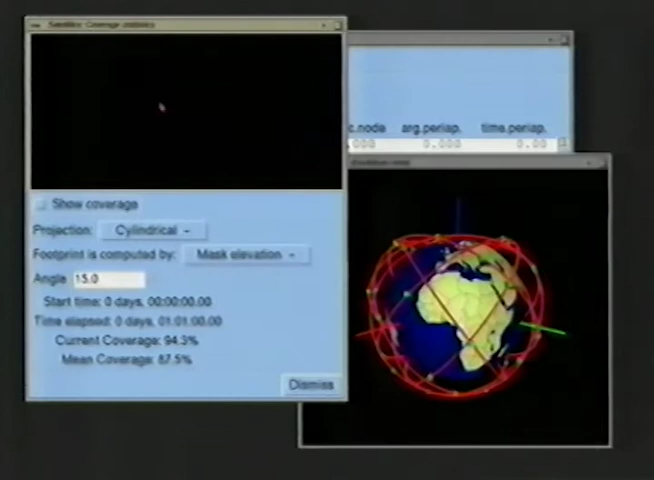 Satellite: Coverage statistics
c.node arg.periap. time.periap.
.000 0.000 0.00
Show coverage
Projection: Cylindrical
Footprint is computed by: Mask elevation
Angle 15.0
Start time: 0 days, 00:00:00.00
Time elapsed: 0 days, 01:01:00.00
Current Coverage: 94.3%
Mean Coverage: 87.5%
Dismiss